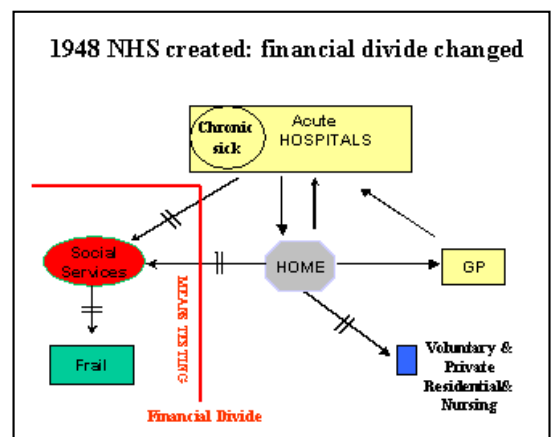 1948 NHS created: financial divide changed
Chronic
sick
Acute
HOSPITALS
Social
Services
HOME
GP
MEANS TESTING
Frail
Voluntary &
Private
Residential&
Nursing
Financial Divide